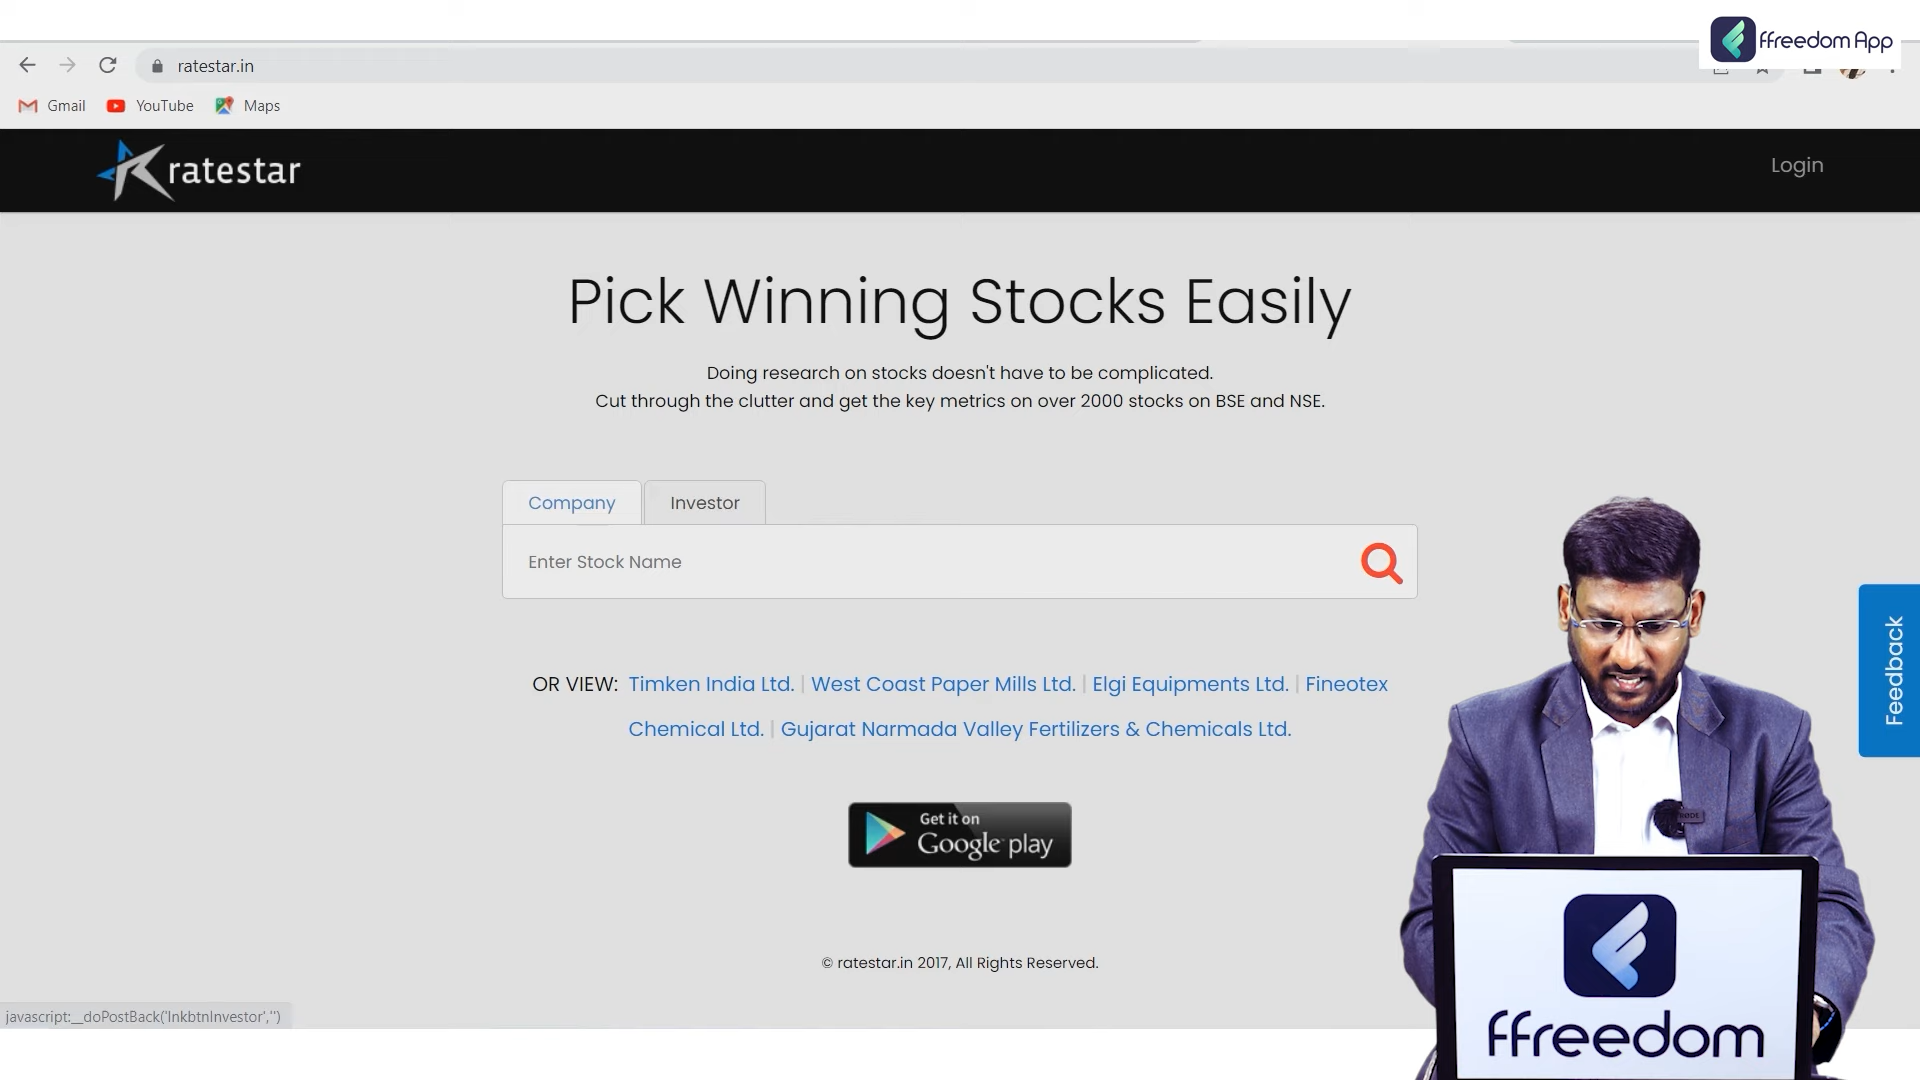 ffreedom App
ratestar.in
Gmail YouTube Maps
ratestar
Login
Pick Winning Stocks Easily
Doing research on stocks doesn't have to be complicated.
Cut through the clutter and get the key metrics on over 2000 stocks on BSE and NSE.
Company Investor
Enter Stock Name
OR VIEW: Timken India Ltd. | West Coast Paper Mills Ltd. | Elgi Equipments Ltd. | Fineotex
Chemical Ltd. | Gujarat Narmada Valley Fertilizers & Chemicals Ltd.
Feedback
Get it on
Google play
© ratestar.in 2017, All Rights Reserved.
javascript:__doPostBack('lnkbtnInvestor','')
ffreedom